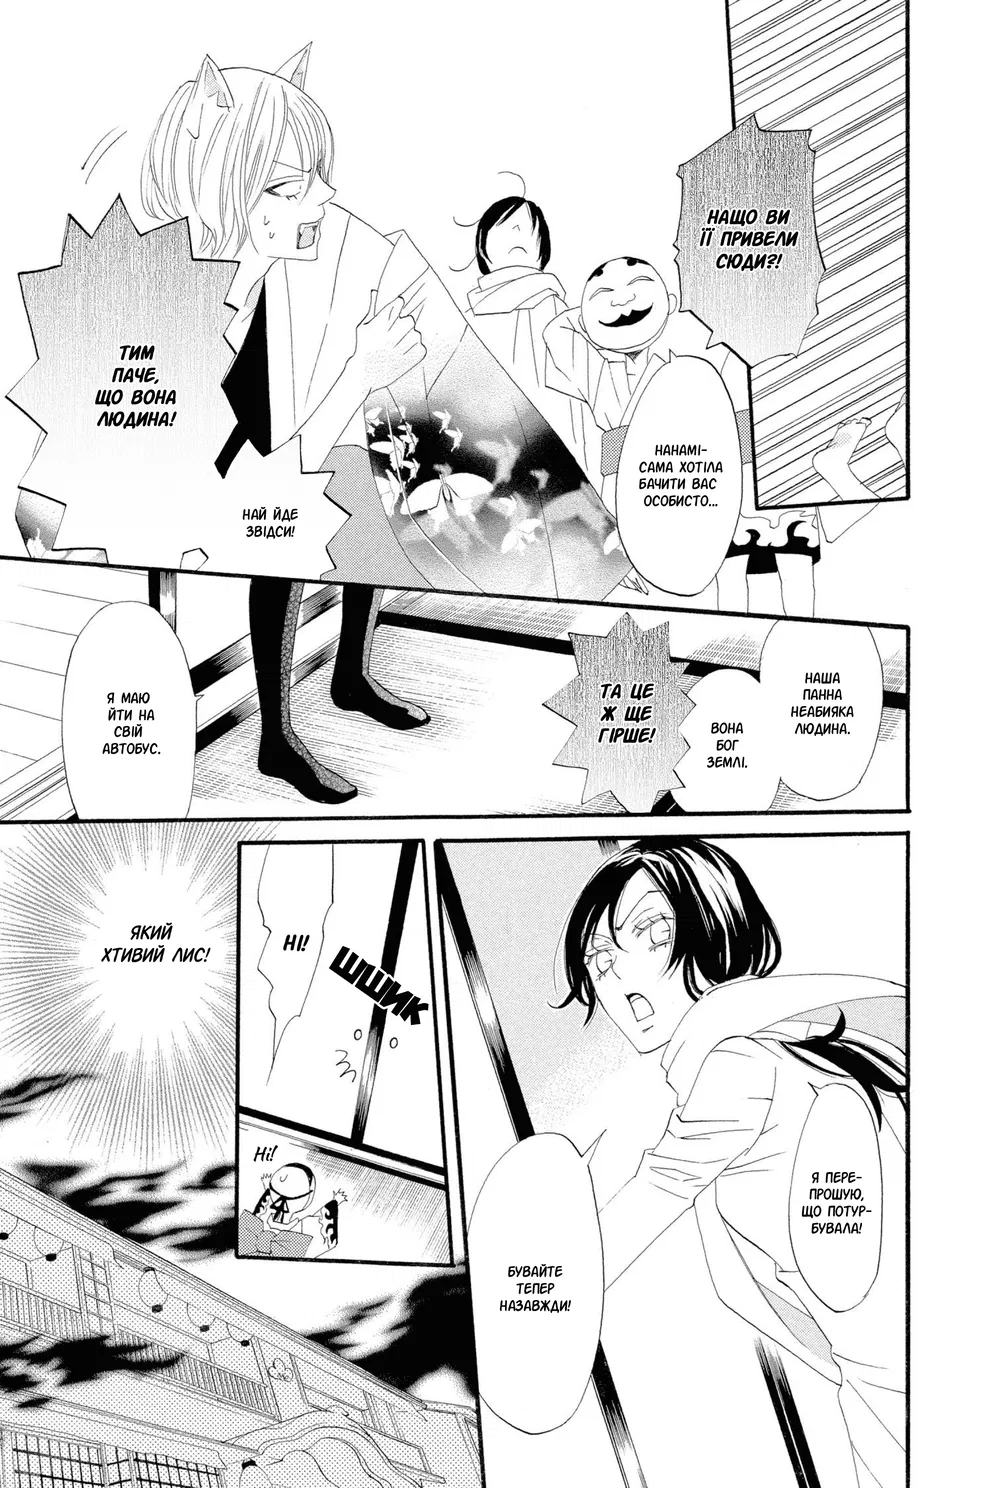 НАЩО ВИ
ЇЇ ПРИВЕЛИ
СЮДИ?!
НАНАМІ-
САМА ХОТІЛА
БАЧИТИ ВАС
ОСОБИСТО...
ТИМ
ПАЧЕ,
ЩО ВОНА
ЛЮДИНА!
НАЙ ЙДЕ
ЗВІДСИ!
НАША
ПАННА
НЕАБИЯКА
ЛЮДИНА.
ВОНА
БОГ
ЗЕМЛІ.
ТА ЦЕ
Ж ЩЕ
ГІРШЕ!
Я МАЮ
ЙТИ НА
СВІЙ
АВТОБУС.
Я ПЕРЕ-
ПРОШУЮ,
ЩО ПОТУР-
БУВАЛА!
БУВАЙТЕ
ТЕПЕР
НАЗАВЖДИ!
НІ!
ШШИК
Ні!
ЯКИЙ
ХТИВИЙ ЛИС!